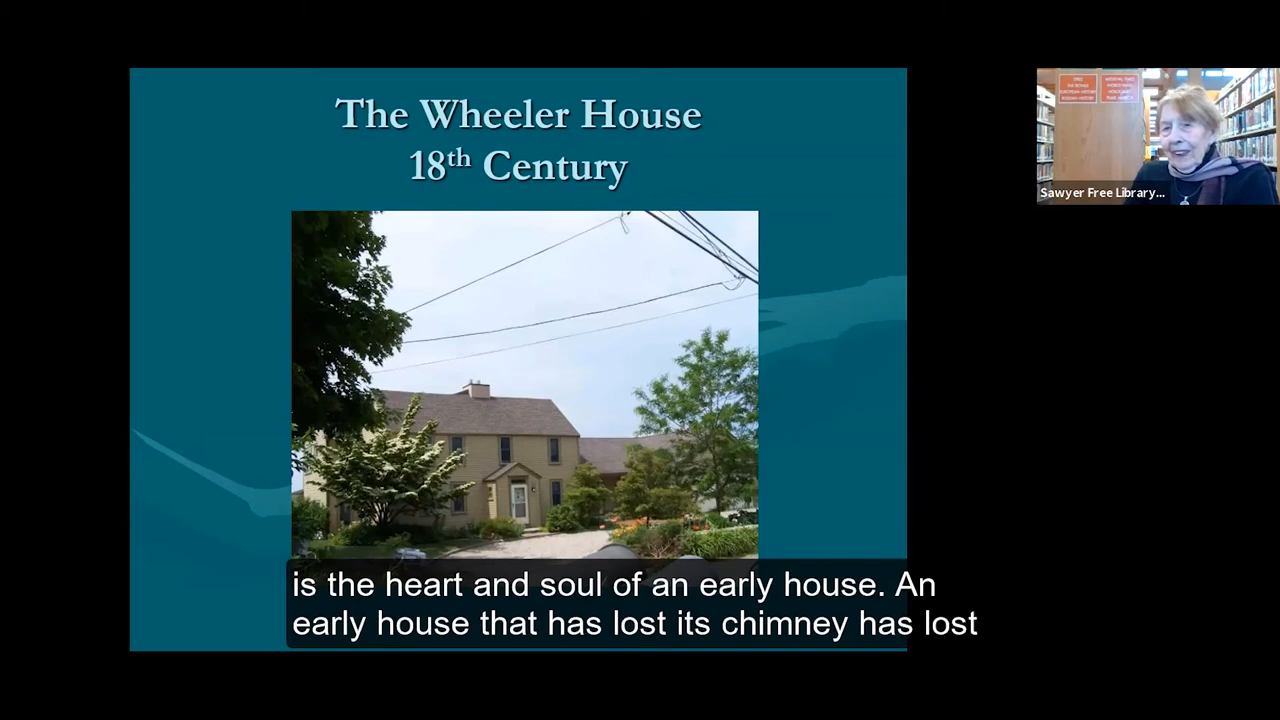 The Wheeler House
18th Century
Sawyer Free Library...
is the heart and soul of an early house. An
early house that has lost its chimney has lost